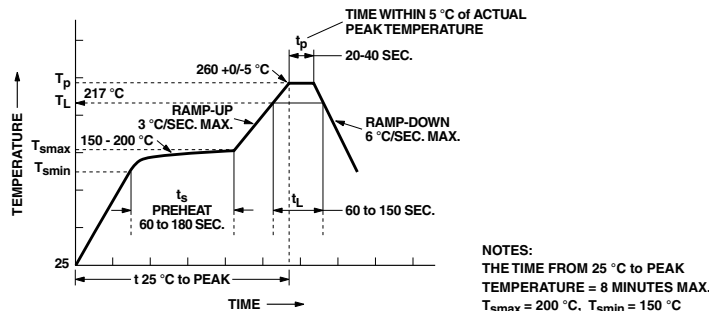 TIME WITHIN 5 °C of ACTUAL
PEAK TEMPERATURE
tp
20-40 SEC.
260 +0/-5 °C
Tp
TL
217 °C
RAMP-UP
3 °C/SEC. MAX.
RAMP-DOWN
6 °C/SEC. MAX.
150 - 200 °C
Tsmax
Tsmin
TEMPERATURE
ts
PREHEAT
60 to 180 SEC.
tL
60 to 150 SEC.
25
t 25 °C to PEAK
TIME
NOTES:
THE TIME FROM 25 °C to PEAK
TEMPERATURE = 8 MINUTES MAX.
Tsmax = 200 °C, Tsmin = 150 °C